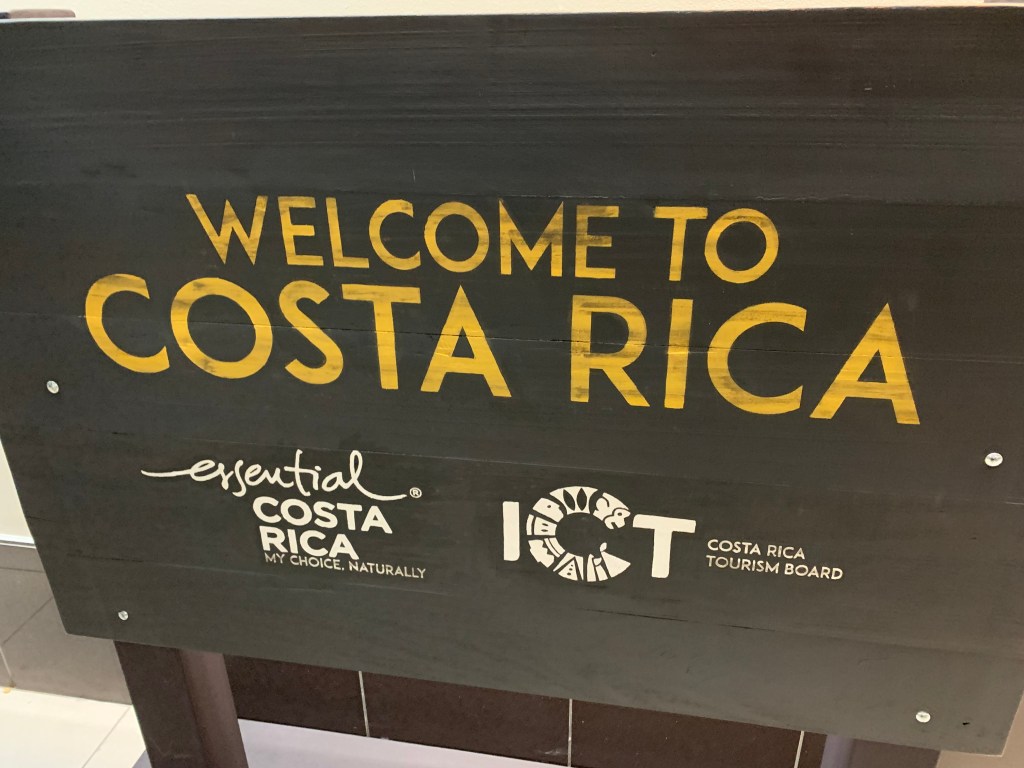 WELCOME TO
COSTA RICA
essential®
COSTA
RICA
MY CHOICE, NATURALLY
ICT
COSTA RICA
TOURISM BOARD